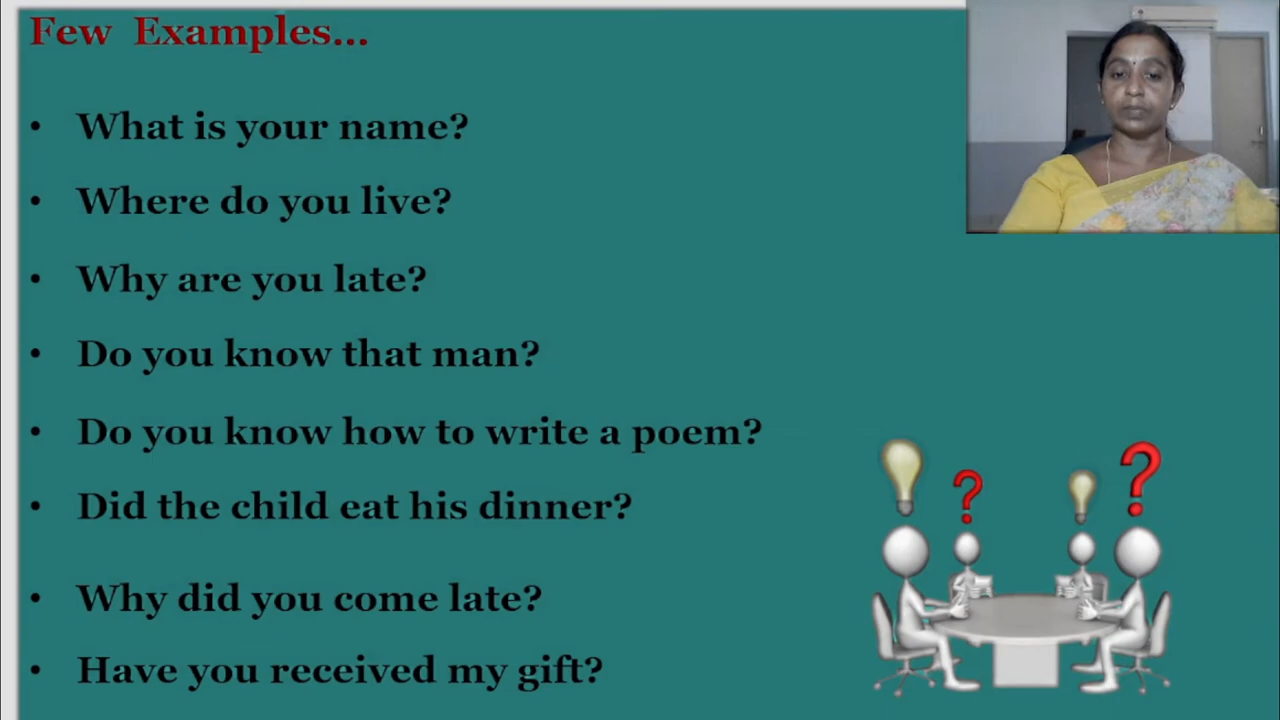 Few Examples...
• What is your name?
• Where do you live?
• Why are you late?
• Do you know that man?
• Do you know how to write a poem?
• Did the child eat his dinner?
• Why did you come late?
• Have you received my gift?
? ?